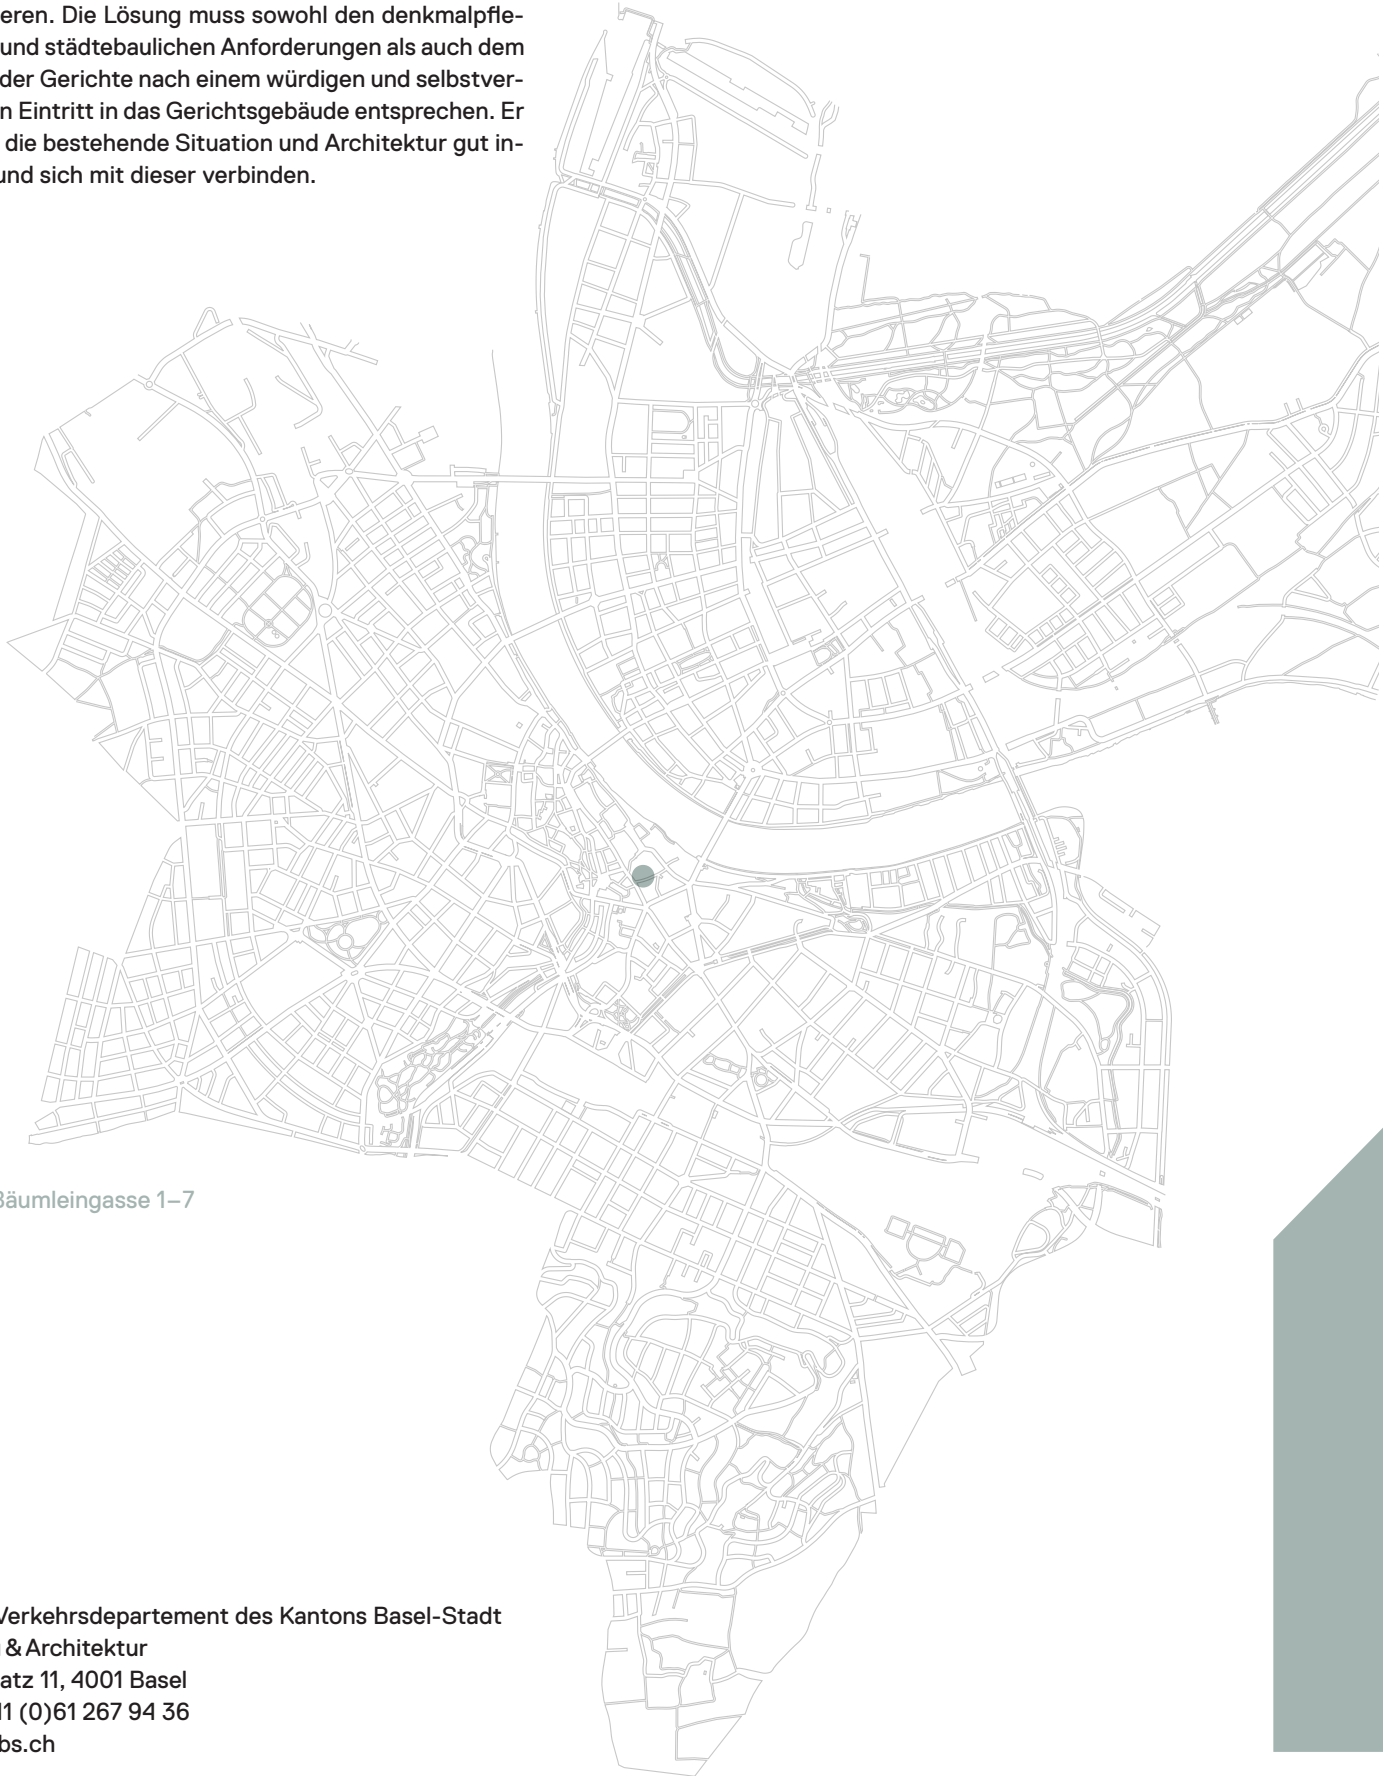 eren. Die Lösung muss sowohl den denkmalpfle-
und städtebaulichen Anforderungen als auch dem
der Gerichte nach einem würdigen und selbstver-
n Eintritt in das Gerichtsgebäude entsprechen. Er
die bestehende Situation und Architektur gut in-
und sich mit dieser verbinden.
Bäumleingasse 1–7
Verkehrsdepartement des Kantons Basel-Stadt
& Architektur
atz 11, 4001 Basel
11 (0)61 267 94 36
bs.ch